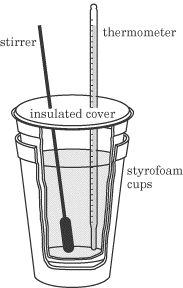 thermometer
stirrer
insulated cover
styrofoam
cups